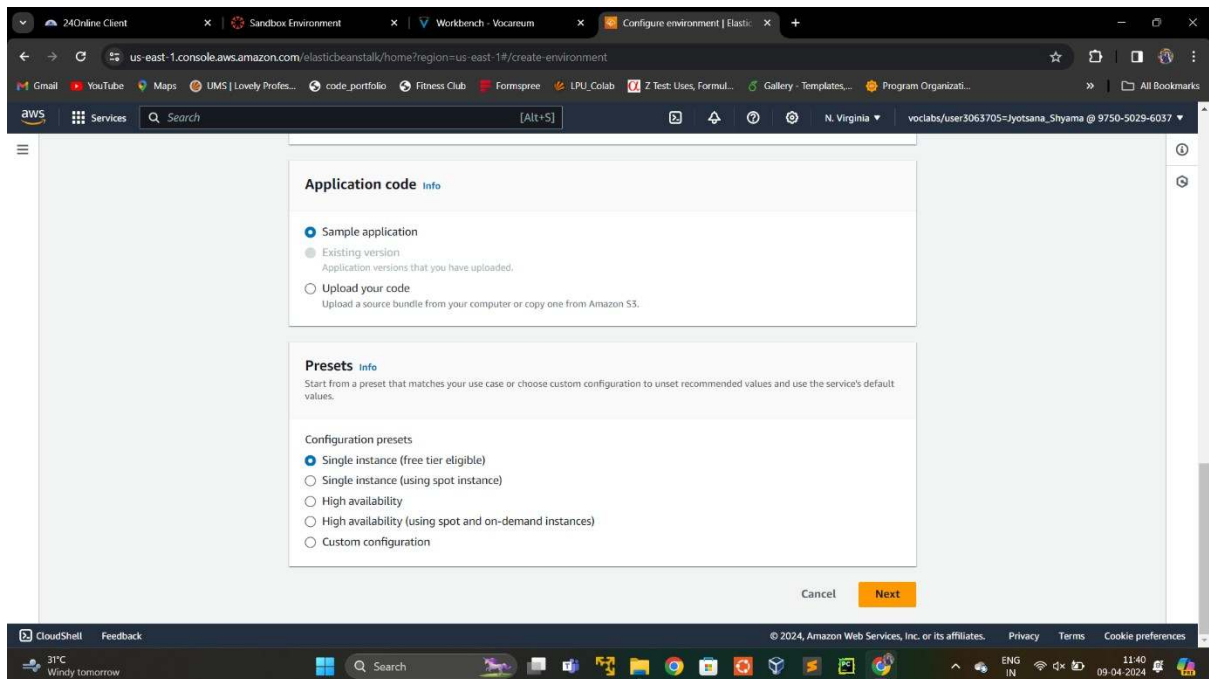 24Online Client
Sandbox Environment
Workbench - Vocareum
Configure environment | Elastic
us-east-1.console.aws.amazon.com/elasticbeanstalk/home?region=us-east-1#/create-environment
Gmail YouTube Maps UMS | Lovely Profes... code_portfolio Fitness Club Formspree LPU_Colab Z Test: Uses, Formul... Gallery - Templates,... Program Organizati... » All Bookmarks
aws Services Search [Alt+S] N. Virginia ▼ voclabs/user3063705=Jyotsana_Shyama @ 9750-5029-6037 ▼
Application code Info
Sample application
Existing version
Application versions that you have uploaded.
Upload your code
Upload a source bundle from your computer or copy one from Amazon S3.
Presets Info
Start from a preset that matches your use case or choose custom configuration to unset recommended values and use the service's default
values.
Configuration presets
Single instance (free tier eligible)
Single instance (using spot instance)
High availability
High availability (using spot and on-demand instances)
Custom configuration
Cancel Next
CloudShell Feedback © 2024, Amazon Web Services, Inc. or its affiliates. Privacy Terms Cookie preferences
31°C
Windy tomorrow
Search
ENG
IN
11:40
09-04-2024